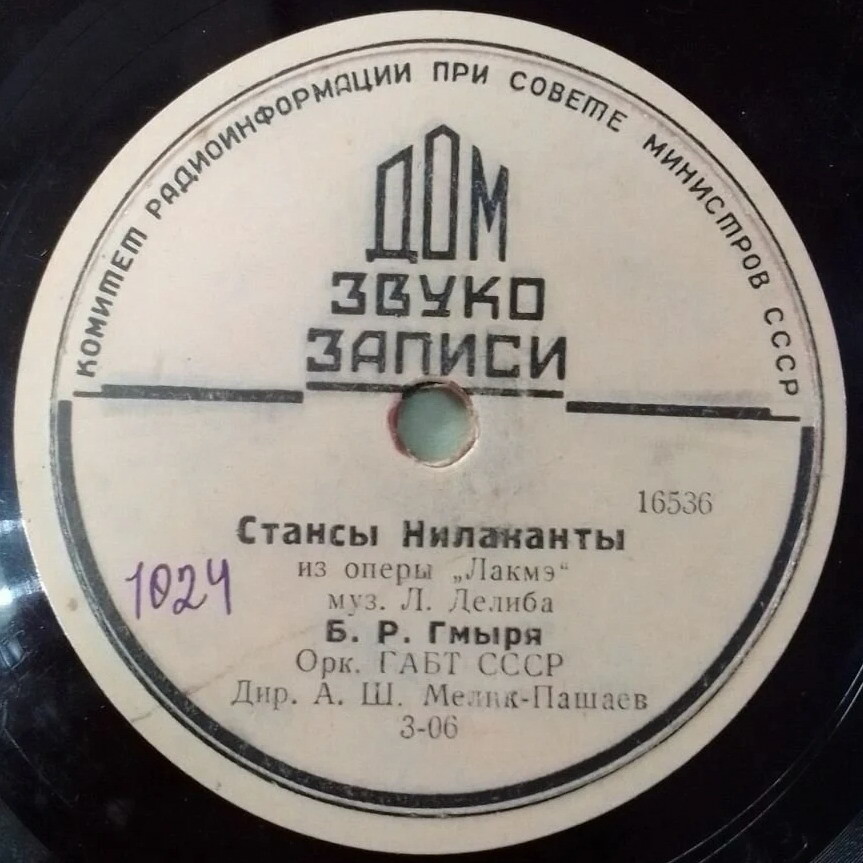 КОМИТЕТ РАДИОИНФОРМАЦИИ ПРИ СОВЕТЕ МИНИСТРОВ СССР
ДОМ
ЗВУКО
ЗАПИСИ
16536
Стансы Нилаканты
из оперы „Лакмэ“
1024
муз. Л. Делиба
Б. Р. Гмыря
Орк. ГАБТ СССР
Дир. А. Ш. Мелик-Пашаев
3-06